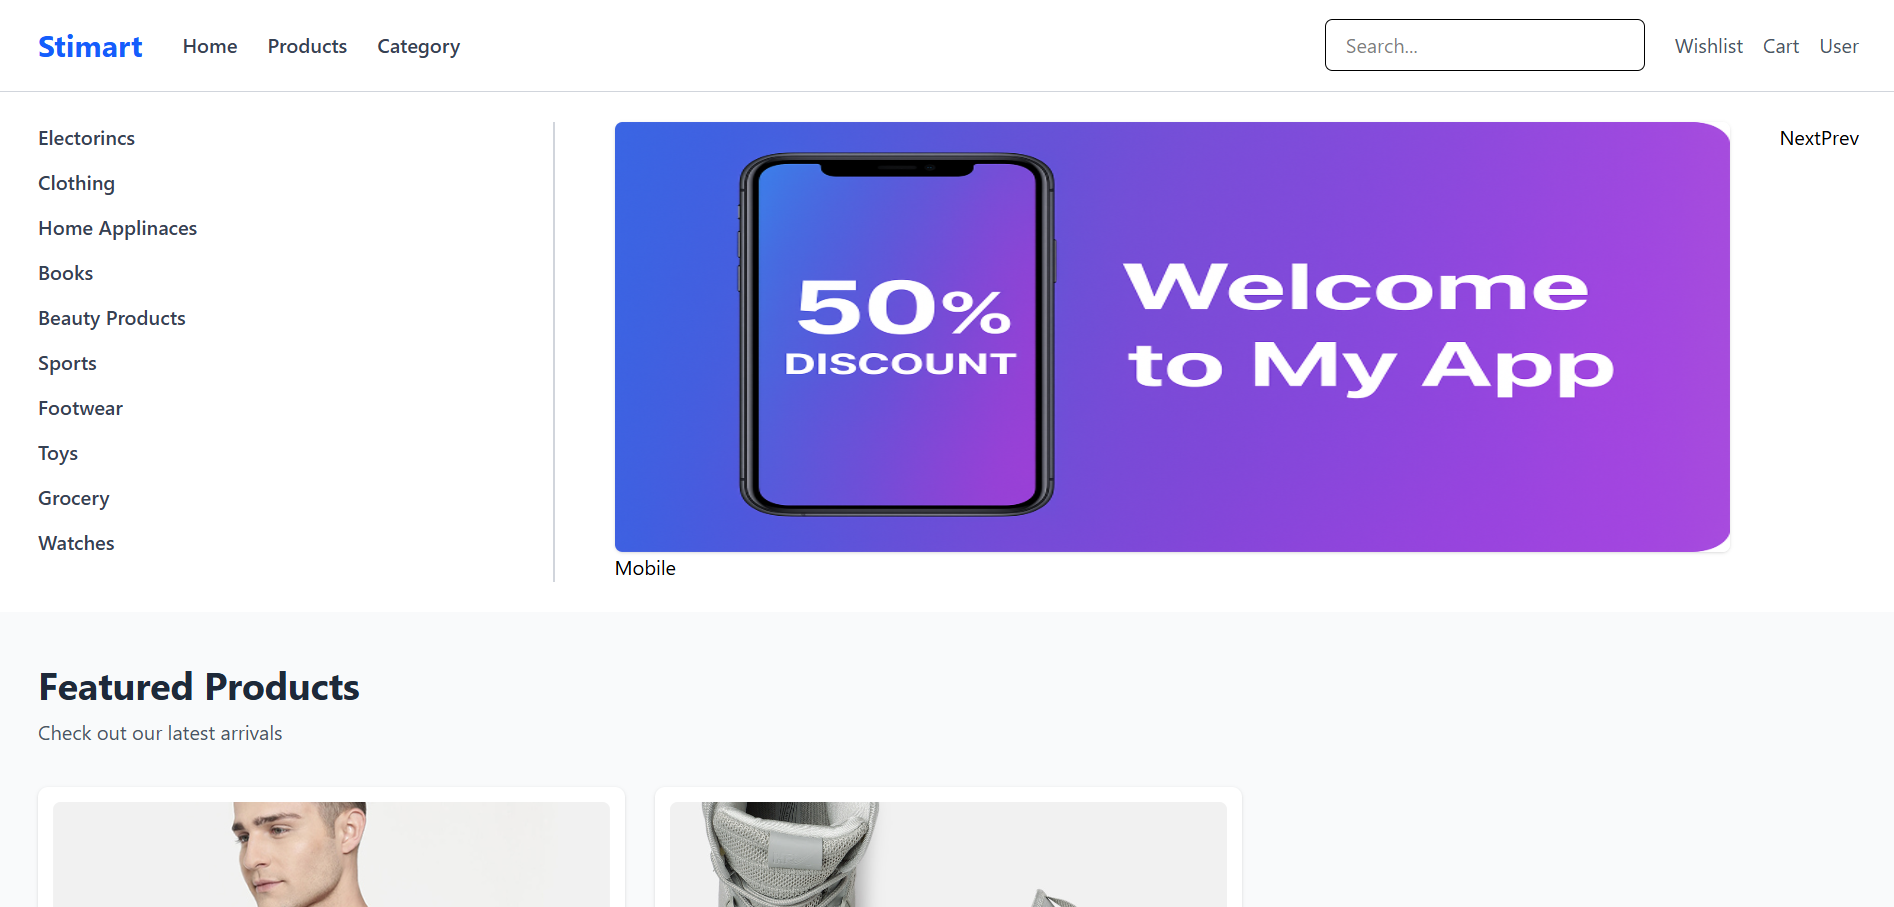 Stimart Home Products Category Search... Wishlist Cart User
Electorincs
Clothing
Home Applinaces
Books
Beauty Products
Sports
Footwear
Toys
Grocery
Watches
50%
DISCOUNT
Welcome
to My App
Mobile
NextPrev
Featured Products
Check out our latest arrivals